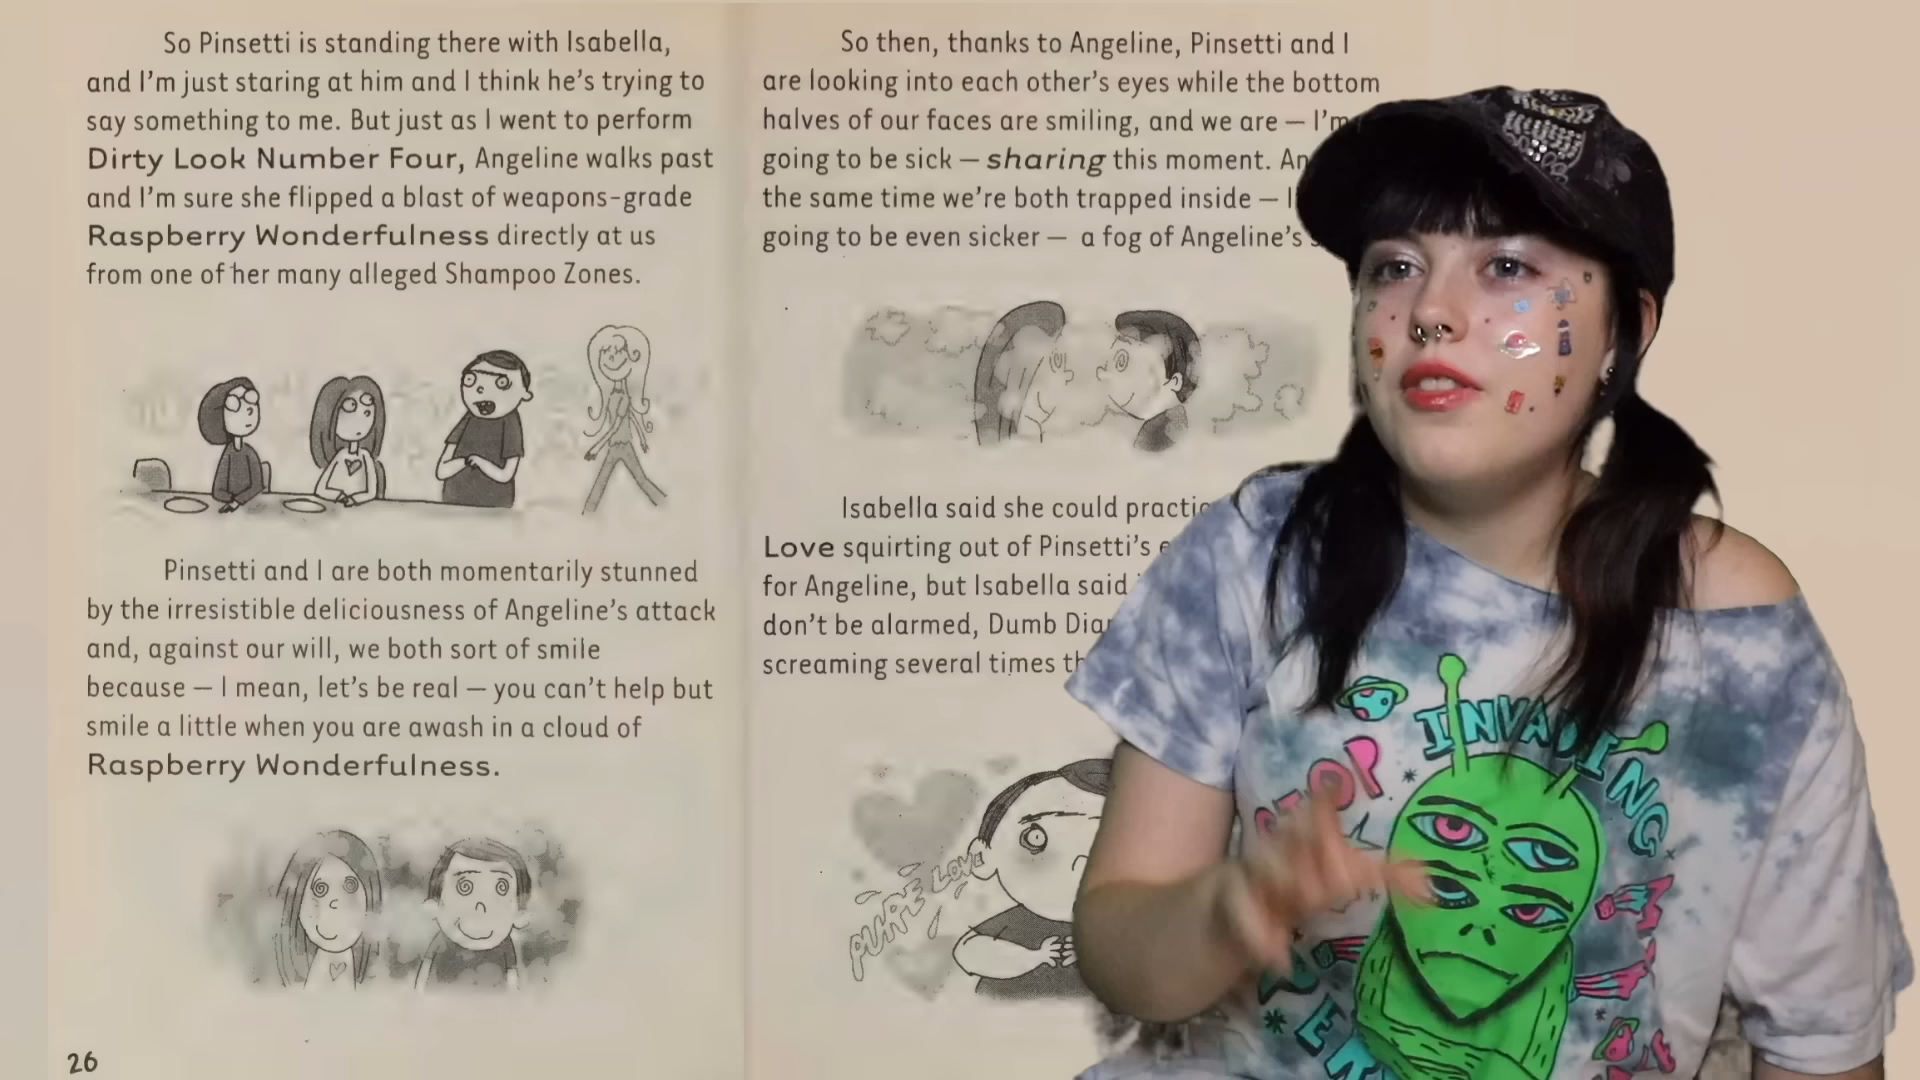 So Pinsetti is standing there with Isabella,
and I'm just staring at him and I think he's trying to
say something to me. But just as I went to perform
Dirty Look Number Four, Angeline walks past
and I'm sure she flipped a blast of weapons-grade
Raspberry Wonderfulness directly at us
from one of her many alleged Shampoo Zones.
Pinsetti and I are both momentarily stunned
by the irresistible deliciousness of Angeline's attack
and, against our will, we both sort of smile
because — I mean, let's be real — you can't help but
smile a little when you are awash in a cloud of
Raspberry Wonderfulness.
26
So then, thanks to Angeline, Pinsetti and I
are looking into each other's eyes while the bottom
halves of our faces are smiling, and we are — I'm
going to be sick — sharing this moment.
the same time we're both trapped inside — I
going to be even sicker — a fog of Angeline's
Isabella said she could
Love squirting out of Pinsetti's
for Angeline, but Isabella said
don't be alarmed, Dumb
screaming several times
PURE LOVE
STOP INVADING